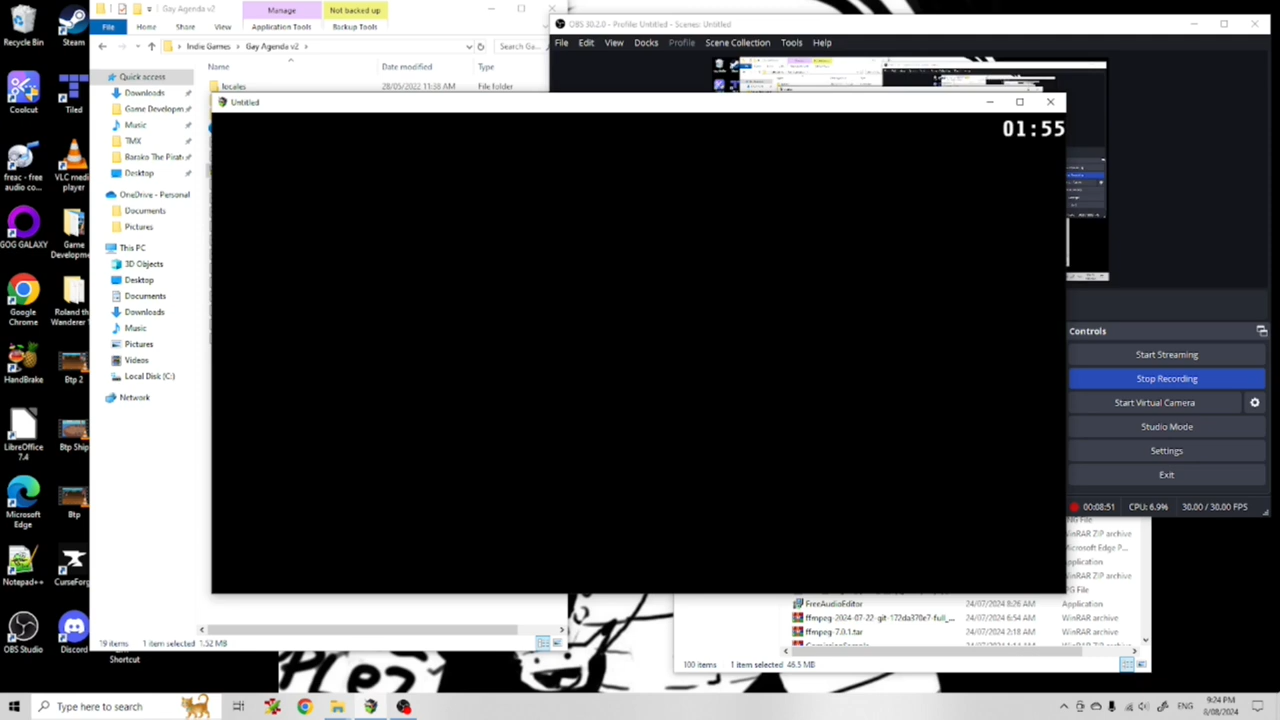 Gay Agenda v2
Manage
Not backed up
File
Home
Share
View
Application Tools
Backup Tools
Indie Games
Gay Agenda v2
Search Ga...
Name
Date modified
Type
locales
28/05/2022 11:38 AM
File folder
Quick access
Downloads
Game Developm
Music
TMX
Barako The Pirat
Desktop
OneDrive - Personal
Documents
Pictures
This PC
3D Objects
Desktop
Documents
Downloads
Music
Pictures
Videos
Local Disk (C:)
Network
19 items
1 item selected 1.52 MB
Recycle Bin
Steam
Coolcut
Tiled
freac - free audio co...
VLC media player
GOG GALAXY
Game Developme
Google Chrome
Roland the Wanderer
HandBrake
Btp 2
LibreOffice 7.4
Btp Ship
Microsoft Edge
Btp
Notepad++
CurseForg
OBS Studio
Discord
Shortcut
Untitled
01:55
OBS 30.2.0 - Profile: Untitled - Scenes: Untitled
File
Edit
View
Docks
Profile
Scene Collection
Tools
Help
Controls
Start Streaming
Stop Recording
Start Virtual Camera
Studio Mode
Settings
Exit
00:08:51
CPU: 6.9%
30.00 / 30.00 FPS
WinRAR ZIP archive
Microsoft Edge P...
Application
WinRAR ZIP archive
FreeAudioEditor
24/07/2024 8:26 AM
Application
ffmpeg-2024-07-22-git-172da370e7-full_...
24/07/2024 6:54 AM
WinRAR archive
ffmpeg-7.0.1.tar
24/07/2024 2:18 AM
WinRAR archive
100 items
1 item selected 46.5 MB
Type here to search
ENG
9:24 PM
8/08/2024